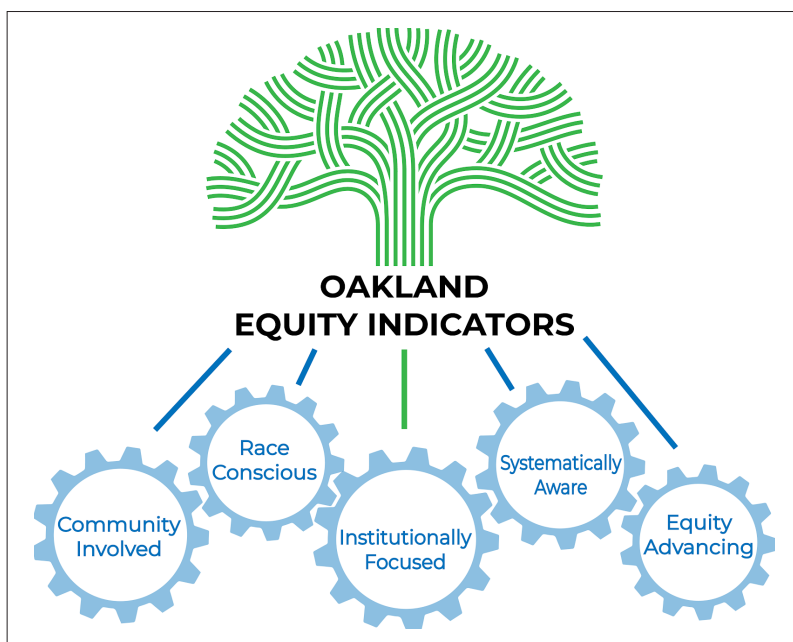 OAKLAND
EQUITY INDICATORS
Community
Involved
Race
Conscious
Institutionally
Focused
Systematically
Aware
Equity
Advancing